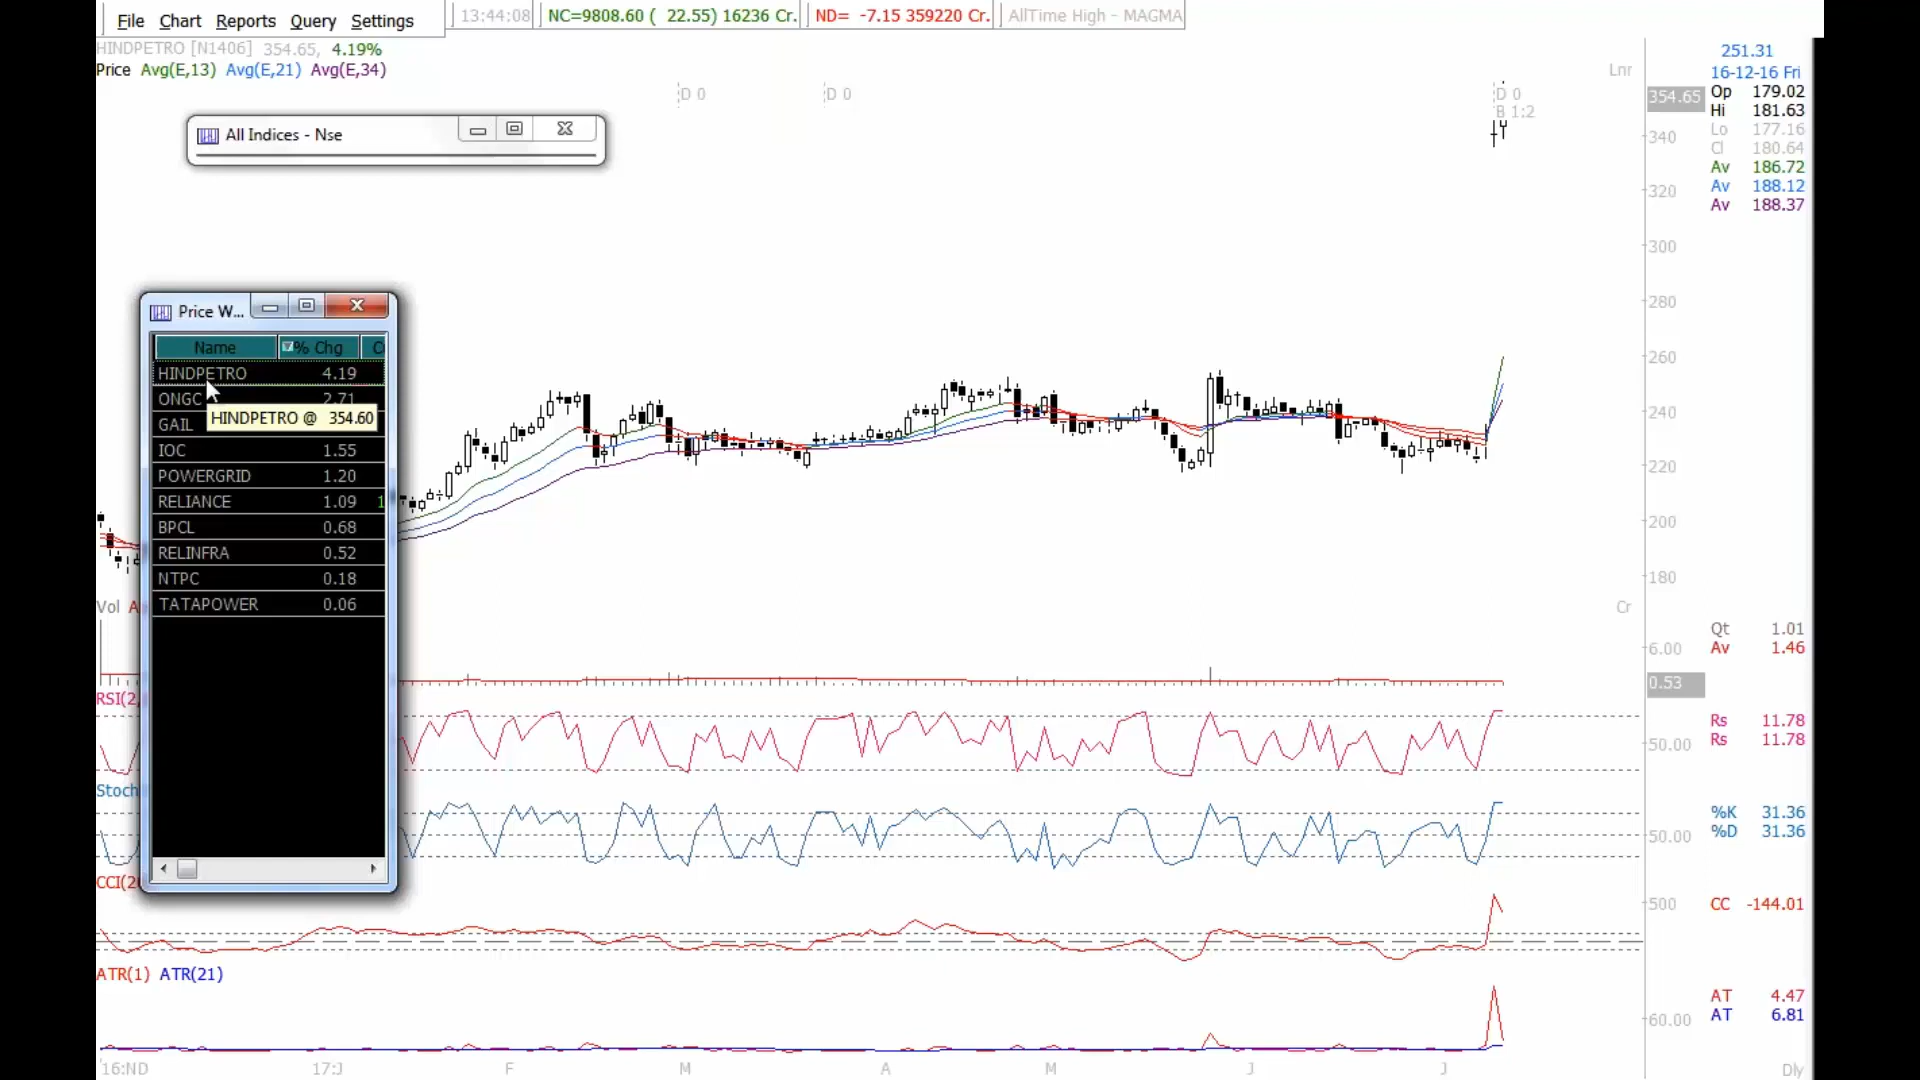 File Chart Reports Query Settings
13:44:08 NC=9808.60 ( 22.55) 16236 Cr. ND= -7.15 359220 Cr. AllTime High - MAGMA
HINDPETRO [N1406] 354.65, 4.19%
Price Avg(E,13) Avg(E,21) Avg(E,34)
Lnr
D 0
D 0
D 0
B 1:2
All Indices - Nse
Price W...
Name % Chg
HINDPETRO 4.19
ONGC 2.71
HINDPETRO @ 354.60
GAIL
IOC 1.55
POWERGRID 1.20
RELIANCE 1.09 1
BPCL 0.68
RELINFRA 0.52
NTPC 0.18
TATAPOWER 0.06
354.65
340
320
300
280
260
240
220
200
180
251.31
16-12-16 Fri
Op 179.02
Hi 181.63
Lo 177.16
Cl 180.64
Av 186.72
Av 188.12
Av 188.37
Vol A
Cr
6.00
0.53
Qt 1.01
Av 1.46
RSI(2,
50.00
Rs 11.78
Rs 11.78
Stoch
50.00
%K 31.36
%D 31.36
CCI(20
500
CC -144.01
ATR(1) ATR(21)
60.00
AT 4.47
AT 6.81
16:ND 17:J F M A M J J Dly